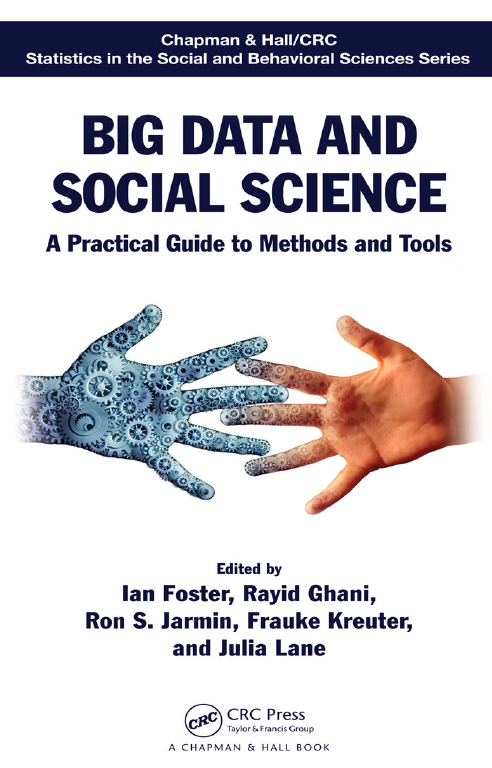 Chapman & Hall/CRC
Statistics in the Social and Behavioral Sciences Series
BIG DATA AND
SOCIAL SCIENCE
A Practical Guide to Methods and Tools
Edited by
Ian Foster, Rayid Ghani,
Ron S. Jarmin, Frauke Kreuter,
and Julia Lane
CRC
CRC Press
Taylor & Francis Group
A CHAPMAN & HALL BOOK